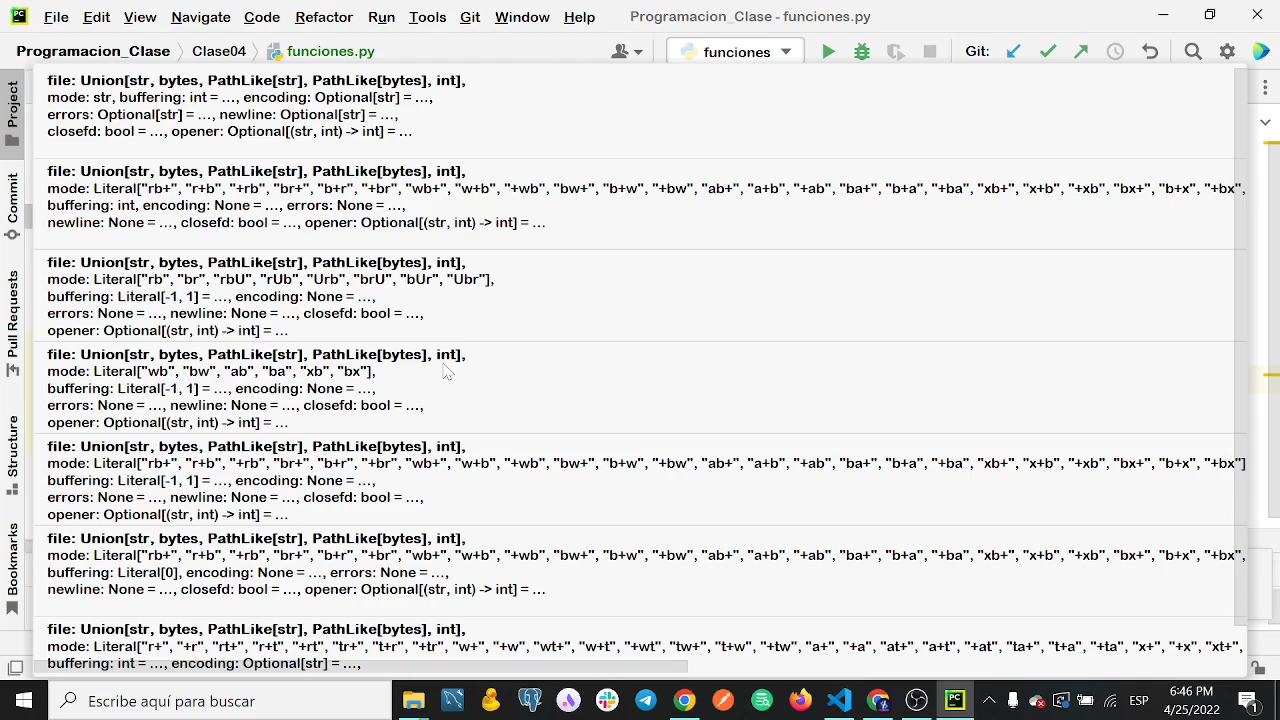 PC File Edit View Navigate Code Refactor Run Tools Git Window Help Programacion_Clase - funciones.py
Programacion_Clase Clase04 funciones.py funciones Git:
Project
Commit
Pull Requests
Structure
Bookmarks
file: Union[str, bytes, PathLike[str], PathLike[bytes], int],
mode: str, buffering: int = ..., encoding: Optional[str] = ...,
errors: Optional[str] = ..., newline: Optional[str] = ...,
closefd: bool = ..., opener: Optional[(str, int) -> int] = ...
file: Union[str, bytes, PathLike[str], PathLike[bytes], int],
mode: Literal["rb+", "r+b", "+rb", "br+", "b+r", "+br", "wb+", "w+b", "+wb", "bw+", "b+w", "+bw", "ab+", "a+b", "+ab", "ba+", "b+a", "+ba", "xb+", "x+b", "+xb", "bx+", "b+x", "+bx",
buffering: int, encoding: None = ..., errors: None = ...,
newline: None = ..., closefd: bool = ..., opener: Optional[(str, int) -> int] = ...
file: Union[str, bytes, PathLike[str], PathLike[bytes], int],
mode: Literal["rb", "br", "rbU", "rUb", "Urb", "brU", "bUr", "Ubr"],
buffering: Literal[-1, 1] = ..., encoding: None = ...,
errors: None = ..., newline: None = ..., closefd: bool = ...,
opener: Optional[(str, int) -> int] = ...
file: Union[str, bytes, PathLike[str], PathLike[bytes], int],
mode: Literal["wb", "bw", "ab", "ba", "xb", "bx"],
buffering: Literal[-1, 1] = ..., encoding: None = ...,
errors: None = ..., newline: None = ..., closefd: bool = ...,
opener: Optional[(str, int) -> int] = ...
file: Union[str, bytes, PathLike[str], PathLike[bytes], int],
mode: Literal["rb+", "r+b", "+rb", "br+", "b+r", "+br", "wb+", "w+b", "+wb", "bw+", "b+w", "+bw", "ab+", "a+b", "+ab", "ba+", "b+a", "+ba", "xb+", "x+b", "+xb", "bx+", "b+x", "+bx"]
buffering: Literal[-1, 1] = ..., encoding: None = ...,
errors: None = ..., newline: None = ..., closefd: bool = ...,
opener: Optional[(str, int) -> int] = ...
file: Union[str, bytes, PathLike[str], PathLike[bytes], int],
mode: Literal["rb+", "r+b", "+rb", "br+", "b+r", "+br", "wb+", "w+b", "+wb", "bw+", "b+w", "+bw", "ab+", "a+b", "+ab", "ba+", "b+a", "+ba", "xb+", "x+b", "+xb", "bx+", "b+x", "+bx",
buffering: Literal[0], encoding: None = ..., errors: None = ...,
newline: None = ..., closefd: bool = ..., opener: Optional[(str, int) -> int] = ...
file: Union[str, bytes, PathLike[str], PathLike[bytes], int],
mode: Literal["r+", "+r", "rt+", "r+t", "+rt", "tr+", "t+r", "+tr", "w+", "+w", "wt+", "w+t", "+wt", "tw+", "t+w", "+tw", "a+", "+a", "at+", "a+t", "+at", "ta+", "t+a", "+ta", "x+", "+x", "xt+",
buffering: int = ..., encoding: Optional[str] = ...,
Escribe aquí para buscar
PC
ESP
6:46 PM
4/25/2022
1